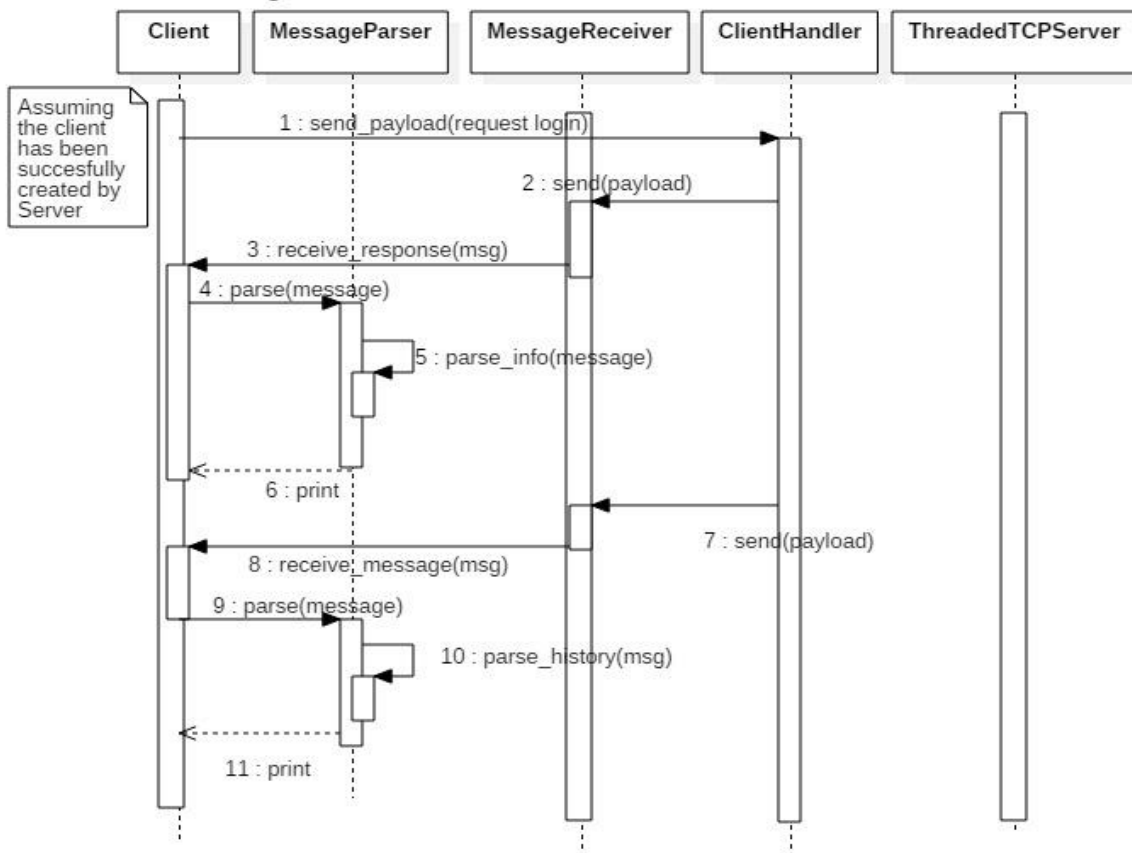 Client
MessageParser
MessageReceiver
ClientHandler
ThreadedTCPServer
Assuming
the client
has been
succesfully
created by
Server
1 : send_payload(request login)
2 : send(payload)
3 : receive_response(msg)
4 : parse(message)
5 : parse_info(message)
6 : print
7 : send(payload)
8 : receive_message(msg)
9 : parse(message)
10 : parse_history(msg)
11 : print